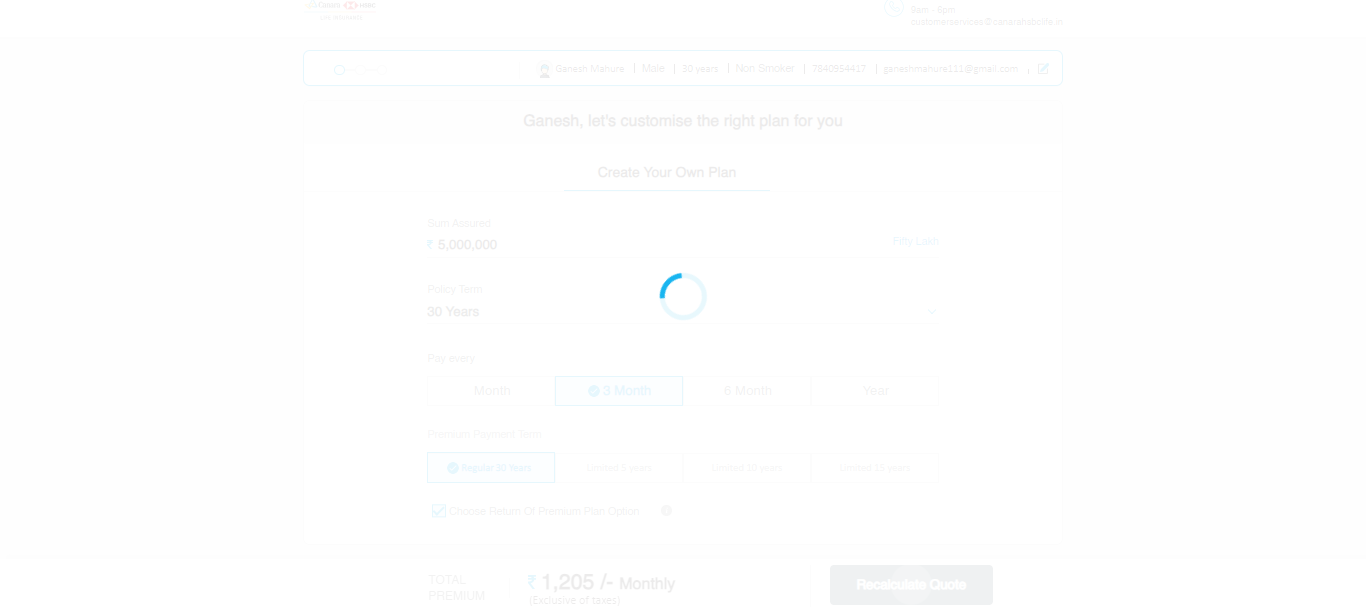 Canara HSBC
LIFE INSURANCE
9am - 6pm
customerservices@canarahsbclife.in
Ganesh Mahure | Male | 30 years | Non Smoker | 7840954417 | ganeshmahure111@gmail.com
Ganesh, let's customise the right plan for you
Create Your Own Plan
Sum Assured
₹ 5,000,000 Fifty Lakh
Policy Term
30 Years
Pay every
Month 3 Month 6 Month Year
Premium Payment Term
Regular 30 Years Limited 5 years Limited 10 Years Limited 15 Years
Choose Return Of Premium Plan Option
TOTAL
PREMIUM
₹ 1,205 /- Monthly
(Exclusive of taxes)
Recalculate Quote